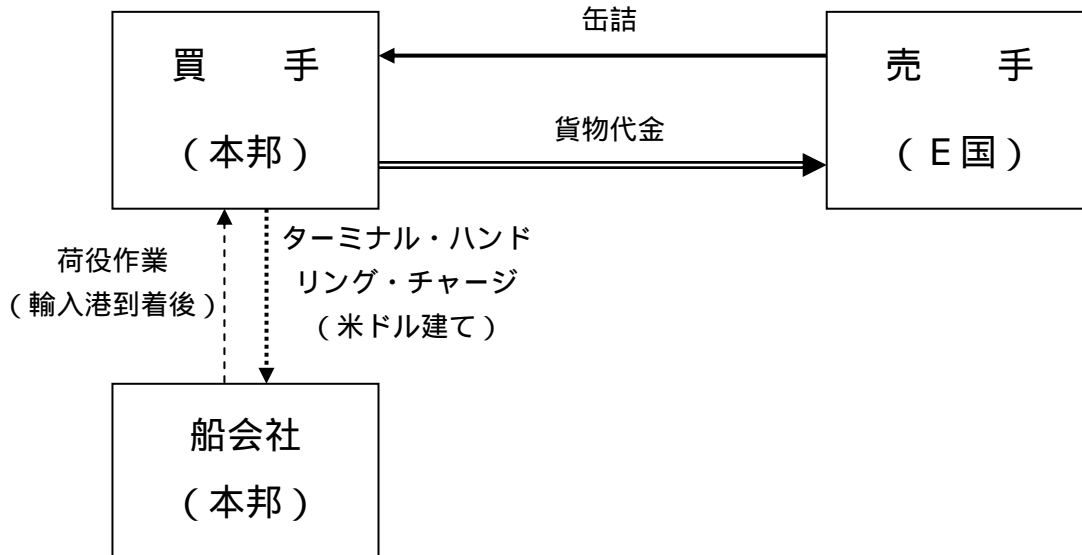 缶詰
買　　手
（本邦）
売　　手
（Ｅ国）
貨物代金
荷役作業
（輸入港到着後）
ターミナル・ハンド
リング・チャージ
（米ドル建て）
船会社
（本邦）